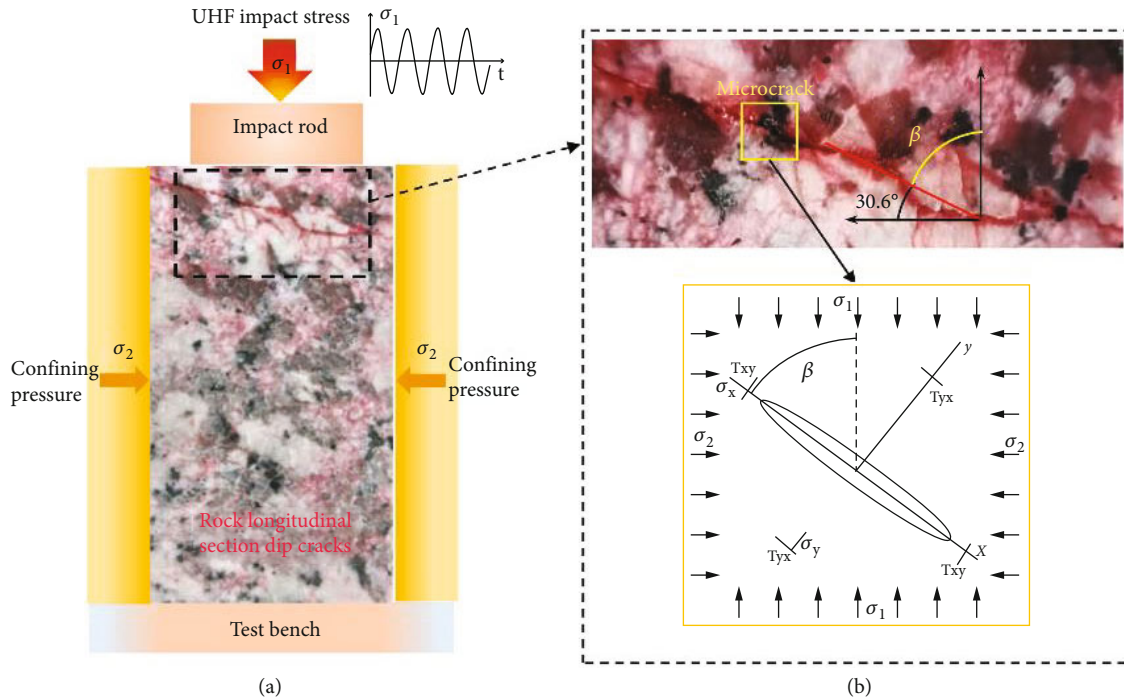 UHF impact stress
σ1
t
σ1
Impact rod
σ2
Confining
pressure
σ2
Confining
pressure
Rock longitudinal
section dip cracks
Test bench
(a)
Microcrack
β
30.6°
σ1
y
Txy
β
σx
Tyx
σ2
σ2
Tyx
σy
Txy
X
σ1
(b)